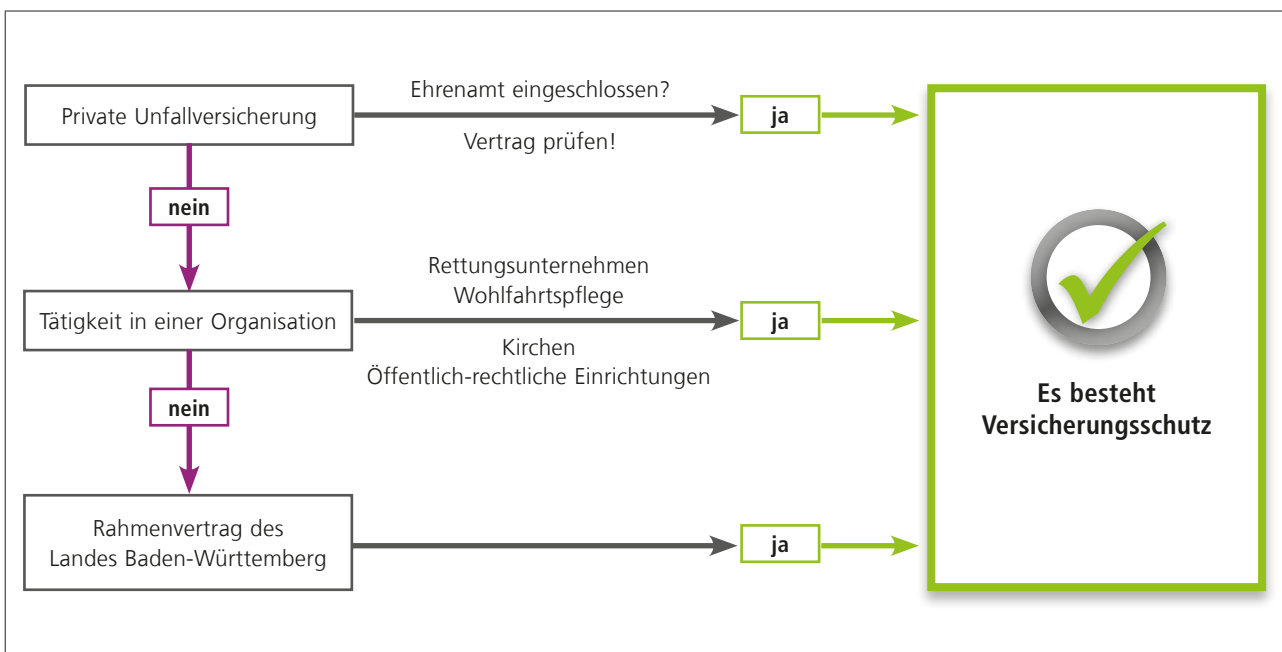 Private Unfallversicherung
Ehrenamt eingeschlossen?
Vertrag prüfen!
ja
nein
Tätigkeit in einer Organisation
Rettungsunternehmen
Wohlfahrtspflege
Kirchen
Öffentlich-rechtliche Einrichtungen
ja
nein
Rahmenvertrag des
Landes Baden-Württemberg
ja
Es besteht
Versicherungsschutz